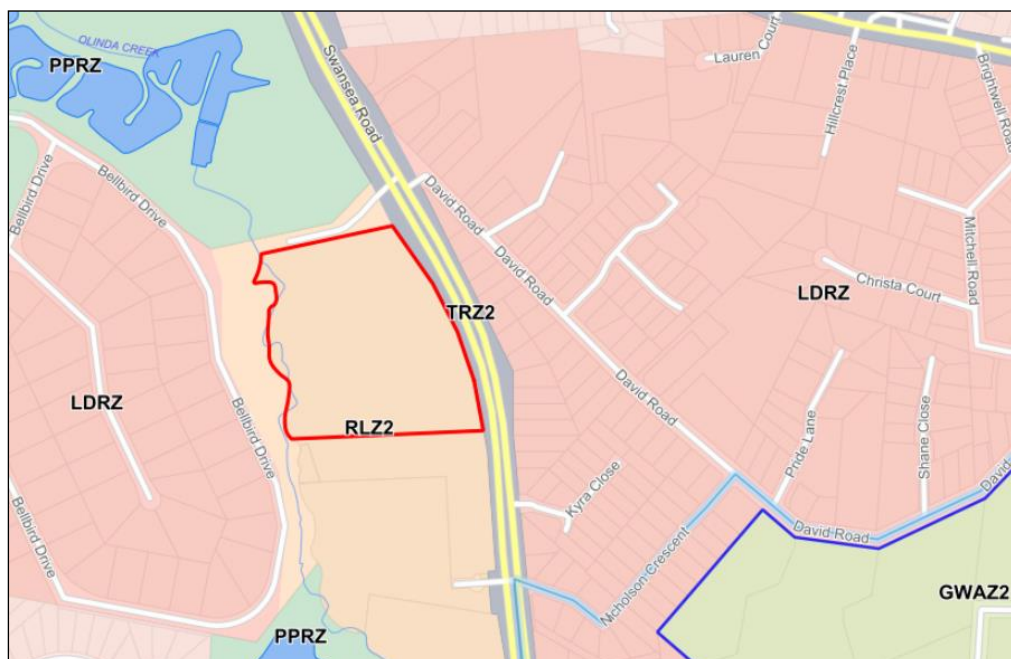 OLINDA CREEK
PPRZ
Swansea Road
Lauren Court
Hillcrest Place
Brightwell Road
Bellbird Drive
Bellbird Drive
David Road
David Road
Mitchell Road
Christa Court
LDRZ
TRZ2
David Road
LDRZ
RLZ2
Bellbird Drive
Pride Lane
Shane Close
Kyra Close
David
Bellbird Drive
David Road
Nicholson Crescent
GWAZ2
PPRZ